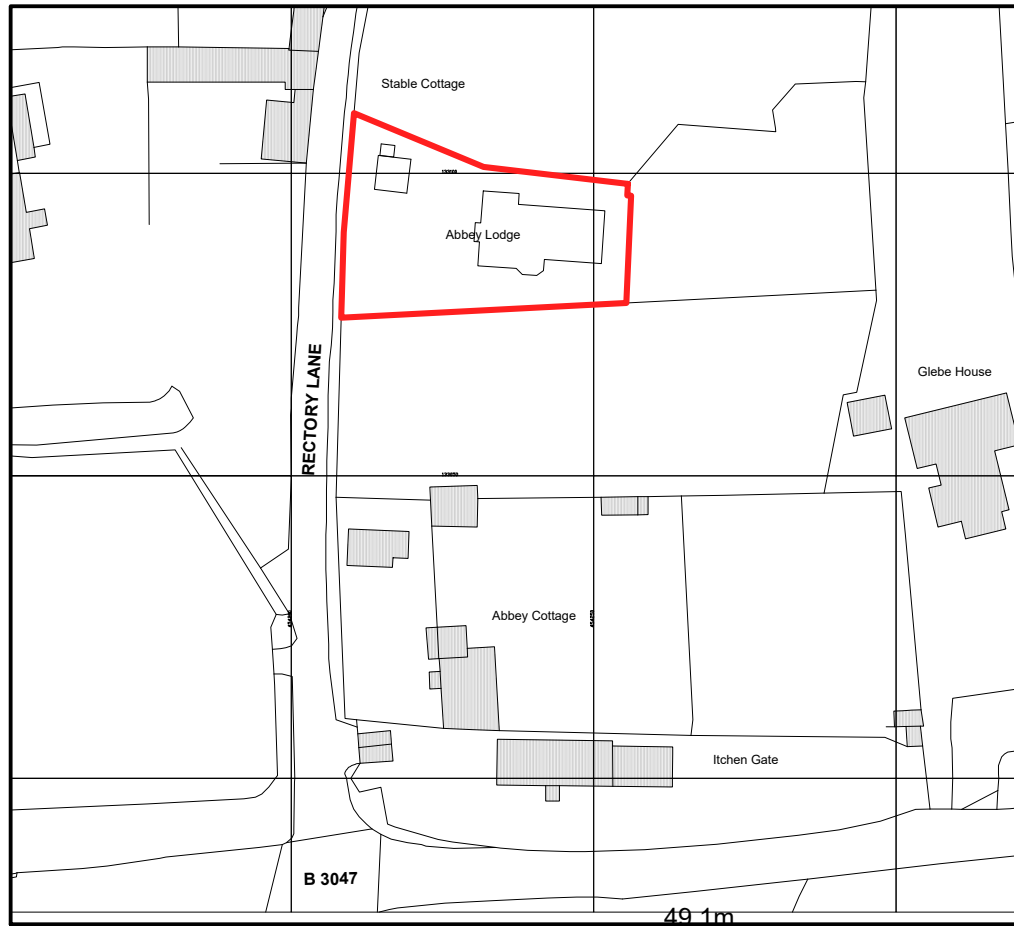 Stable Cottage
Abbey Lodge
RECTORY LANE
Glebe House
Abbey Cottage
Itchen Gate
B 3047
49.1m